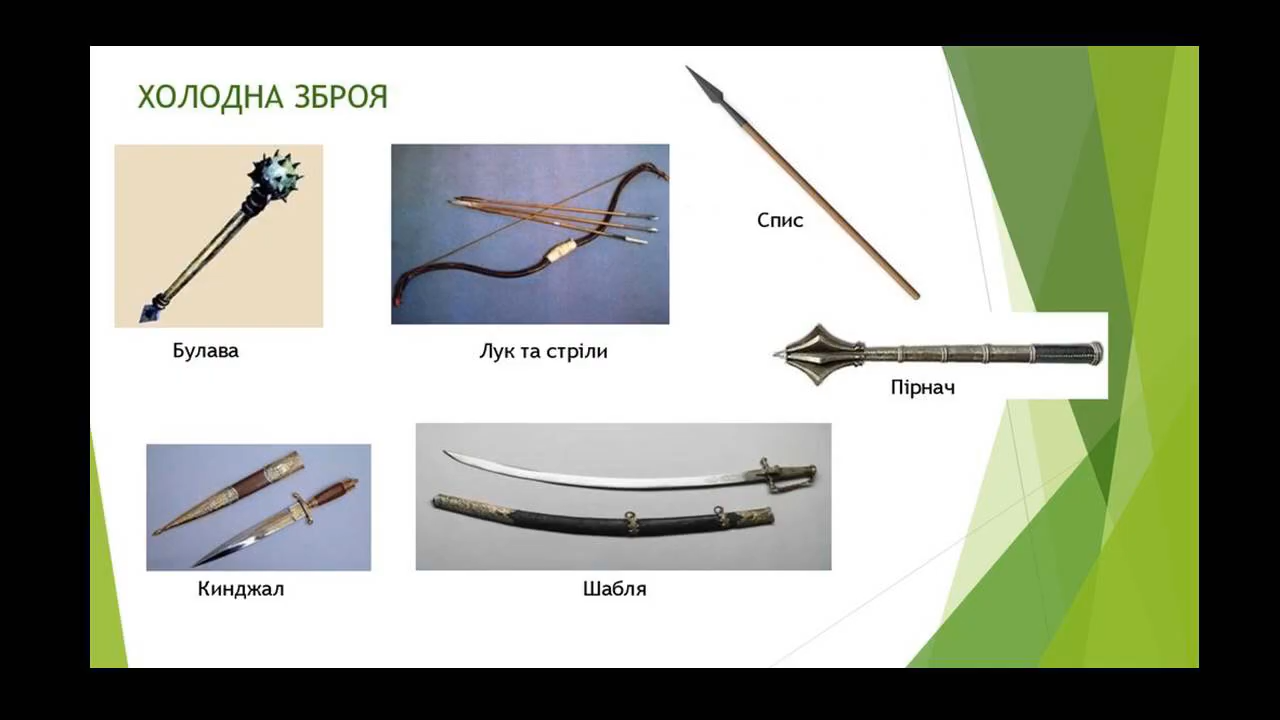 ХОЛОДНА ЗБРОЯ
Спис
Булава
Лук та стріли
Пірнач
Кинджал
Шабля